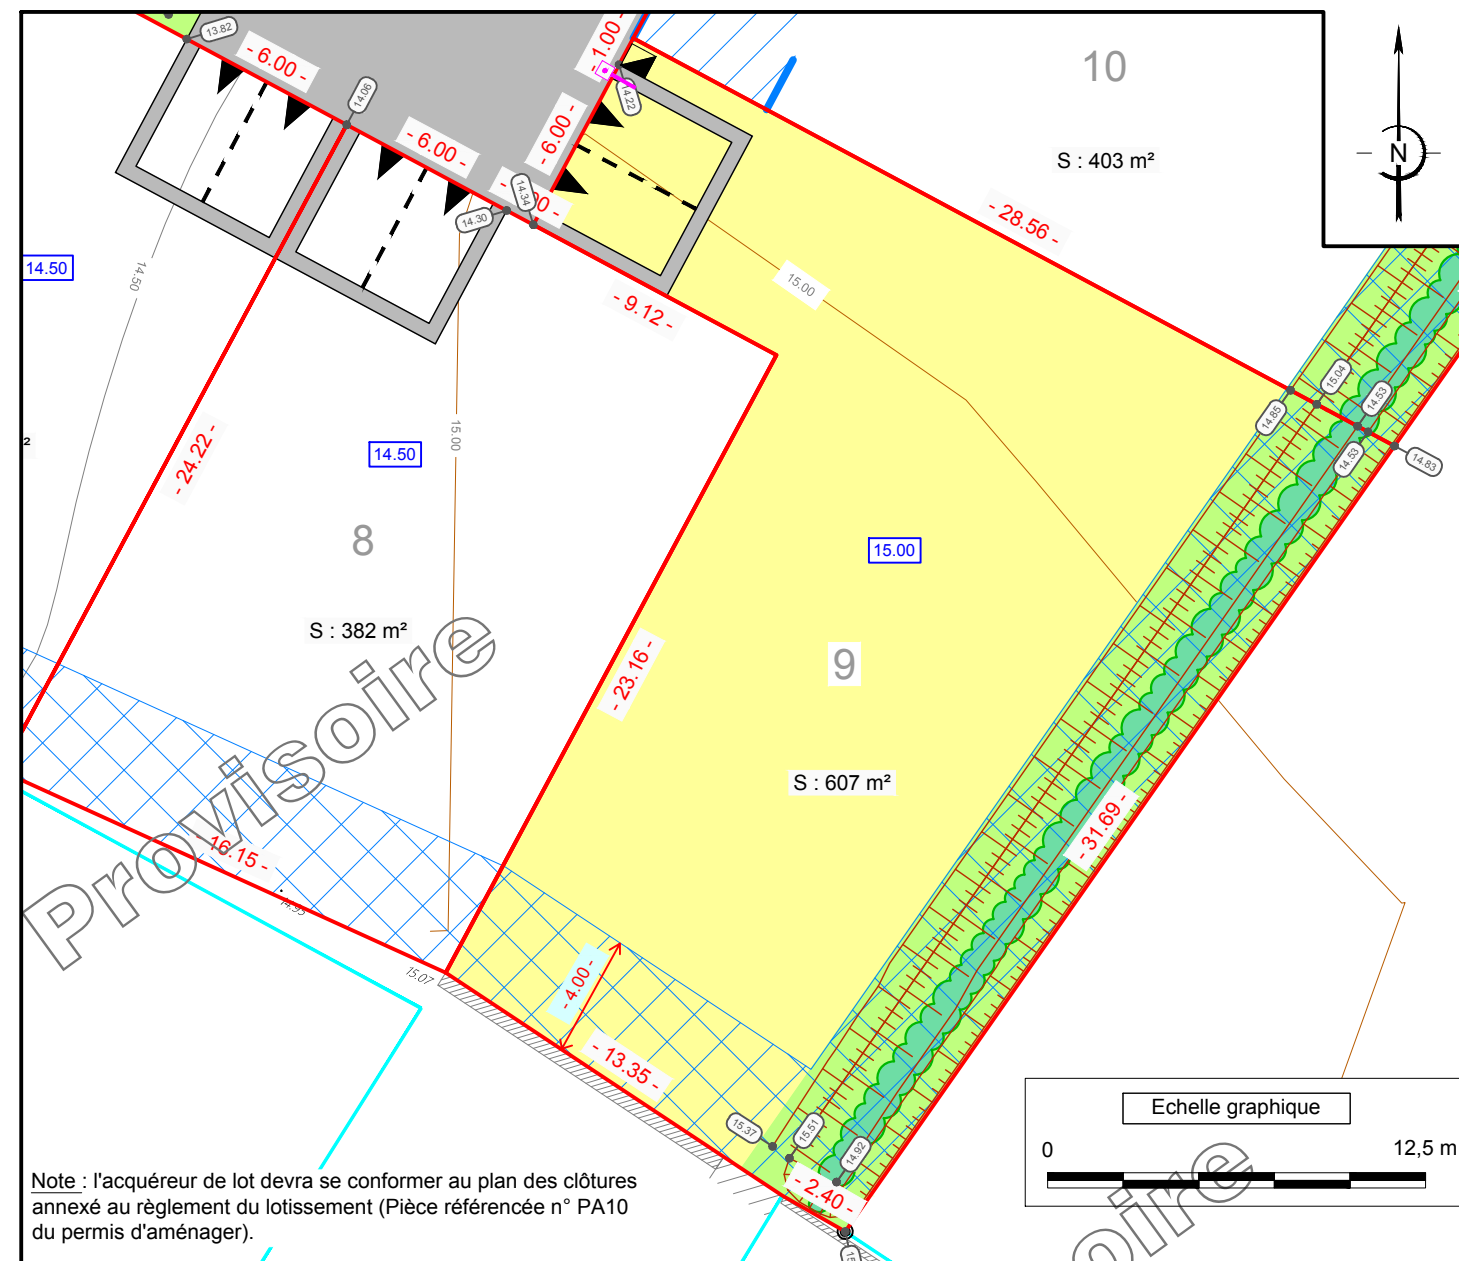 13.82
- 6.00 -
14.06
- 6.00 -
- 1.00 -
14.22
- 6.00 -
14.34
14.30
- 9.12 -
10
S : 403 m²
- 28.56 -
N
14.50
14.50
15.00
15.00
- 24.22 -
14.50
8
S : 382 m²
²
15.00
9
S : 607 m²
- 23.16 -
14.85
15.04
14.53
14.53
14.83
- 31.69 -
- 16.15 -
14.95
15.07
- 4.00 -
- 13.35 -
15.37
15.51
14.92
- 2.40 -
Provisoire
Echelle graphique
0
12,5 m
Note : l'acquéreur de lot devra se conformer au plan des clôtures
annexé au règlement du lotissement (Pièce référencée n° PA10
du permis d'aménager).
oire